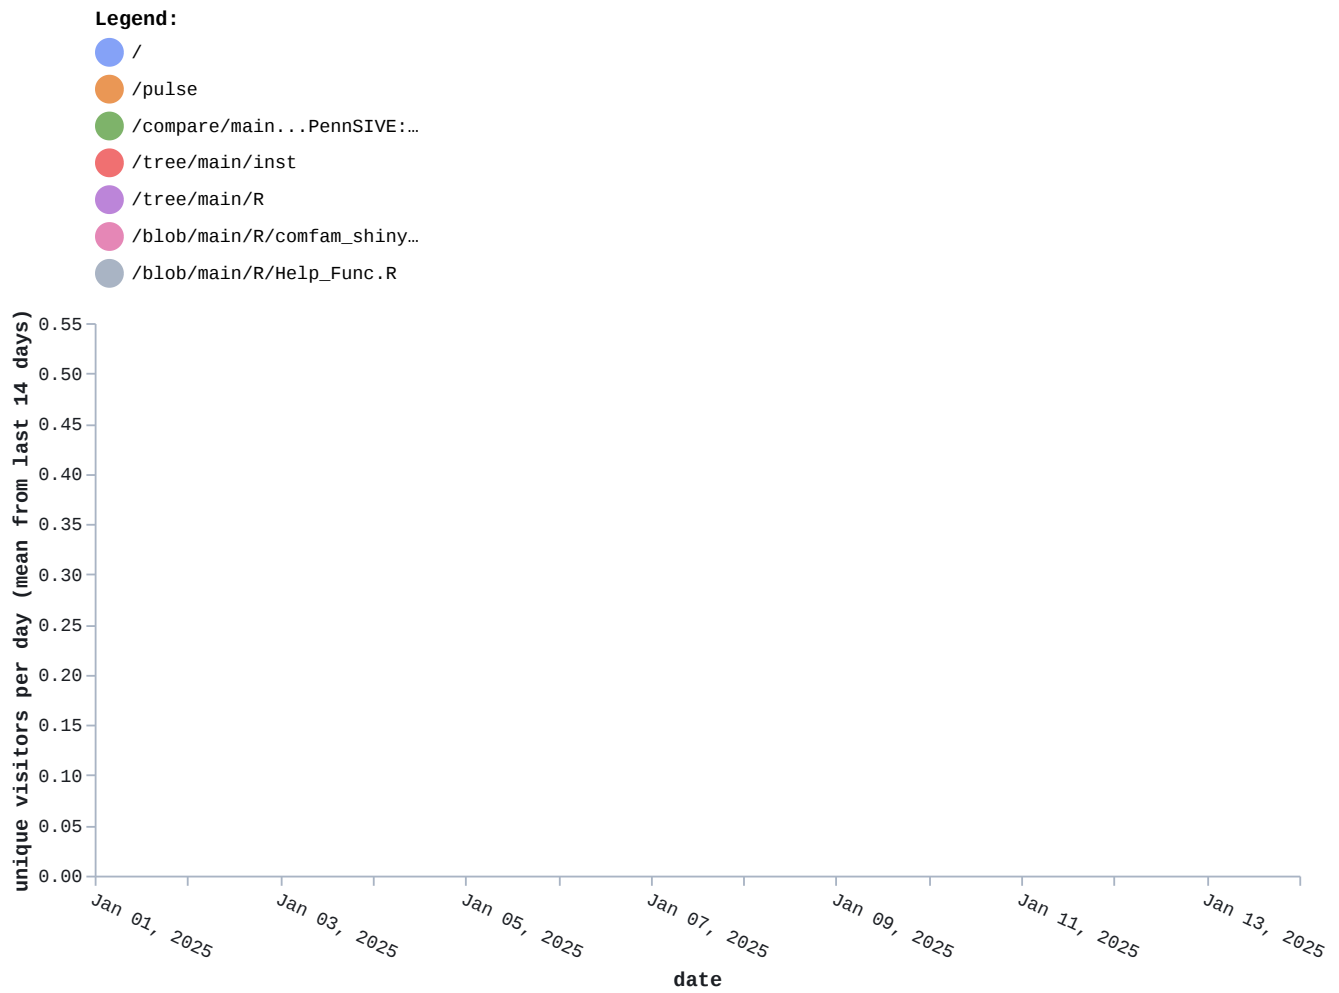 Legend:
/
/pulse
/compare/main...PennSIVE:…
/tree/main/inst
/tree/main/R
/blob/main/R/comfam_shiny…
/blob/main/R/Help_Func.R
unique visitors per day (mean from last 14 days)
0.55
0.50
0.45
0.40
0.35
0.30
0.25
0.20
0.15
0.10
0.05
0.00
Jan 01, 2025
Jan 03, 2025
Jan 05, 2025
Jan 07, 2025
Jan 09, 2025
Jan 11, 2025
Jan 13, 2025
date